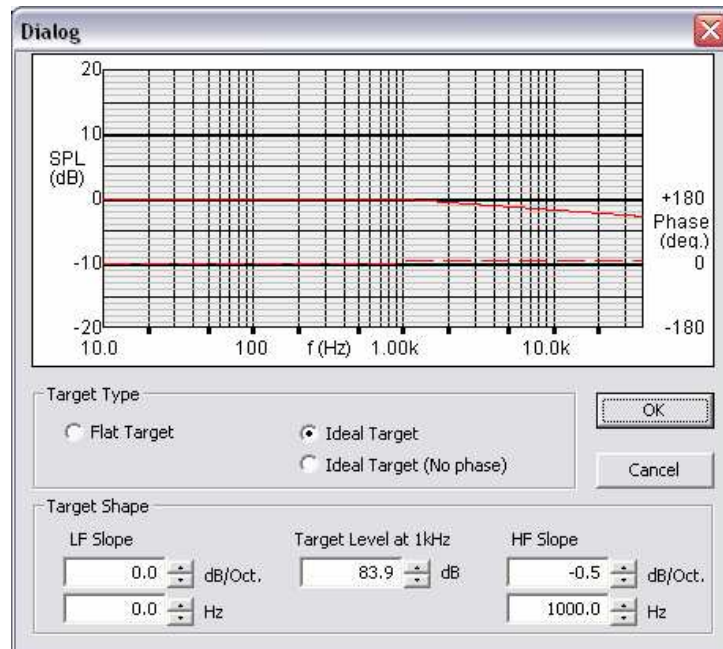 Dialog
20
10
SPL
(dB)
0
+180
Phase
(deg.)
-10
0
-20
-180
10.0
100
f (Hz)
1.00k
10.0k
Target Type
Flat Target
Ideal Target
Ideal Target (No phase)
OK
Cancel
Target Shape
LF Slope
Target Level at 1kHz
HF Slope
0.0
dB/Oct.
83.9
dB
-0.5
dB/Oct.
0.0
Hz
1000.0
Hz